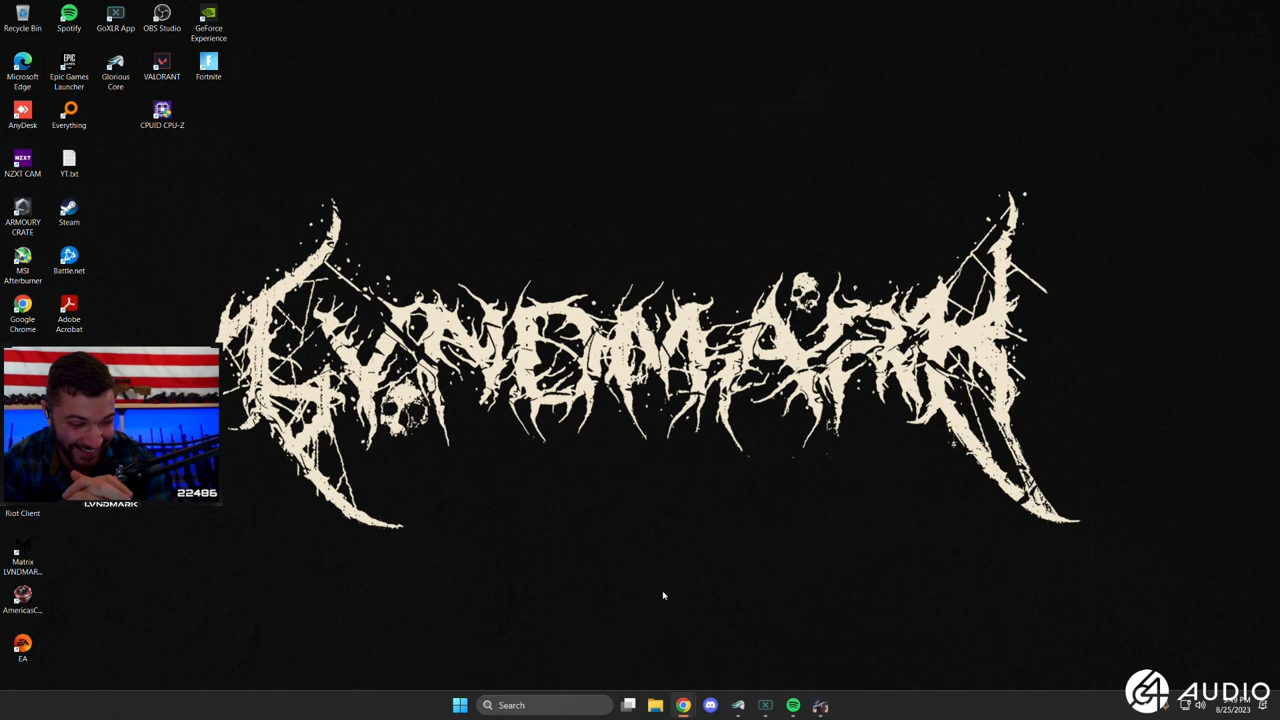 Recycle Bin
Spotify
GoXLR App
OBS Studio
GeForce
Experience
Microsoft
Edge
Epic Games
Launcher
Glorious
Core
VALORANT
Fortnite
AnyDesk
Everything
CPUID CPU-Z
NZXT CAM
YT.txt
ARMOURY
CRATE
Steam
MSI
Afterburner
Battle.net
Google
Chrome
Adobe
Acrobat
LVNDMARK
22486
LVNDMARK
Riot Client
Matrix
LVNDMAR...
AmericasC...
EA
Search
64 AUDIO
8/25/2023